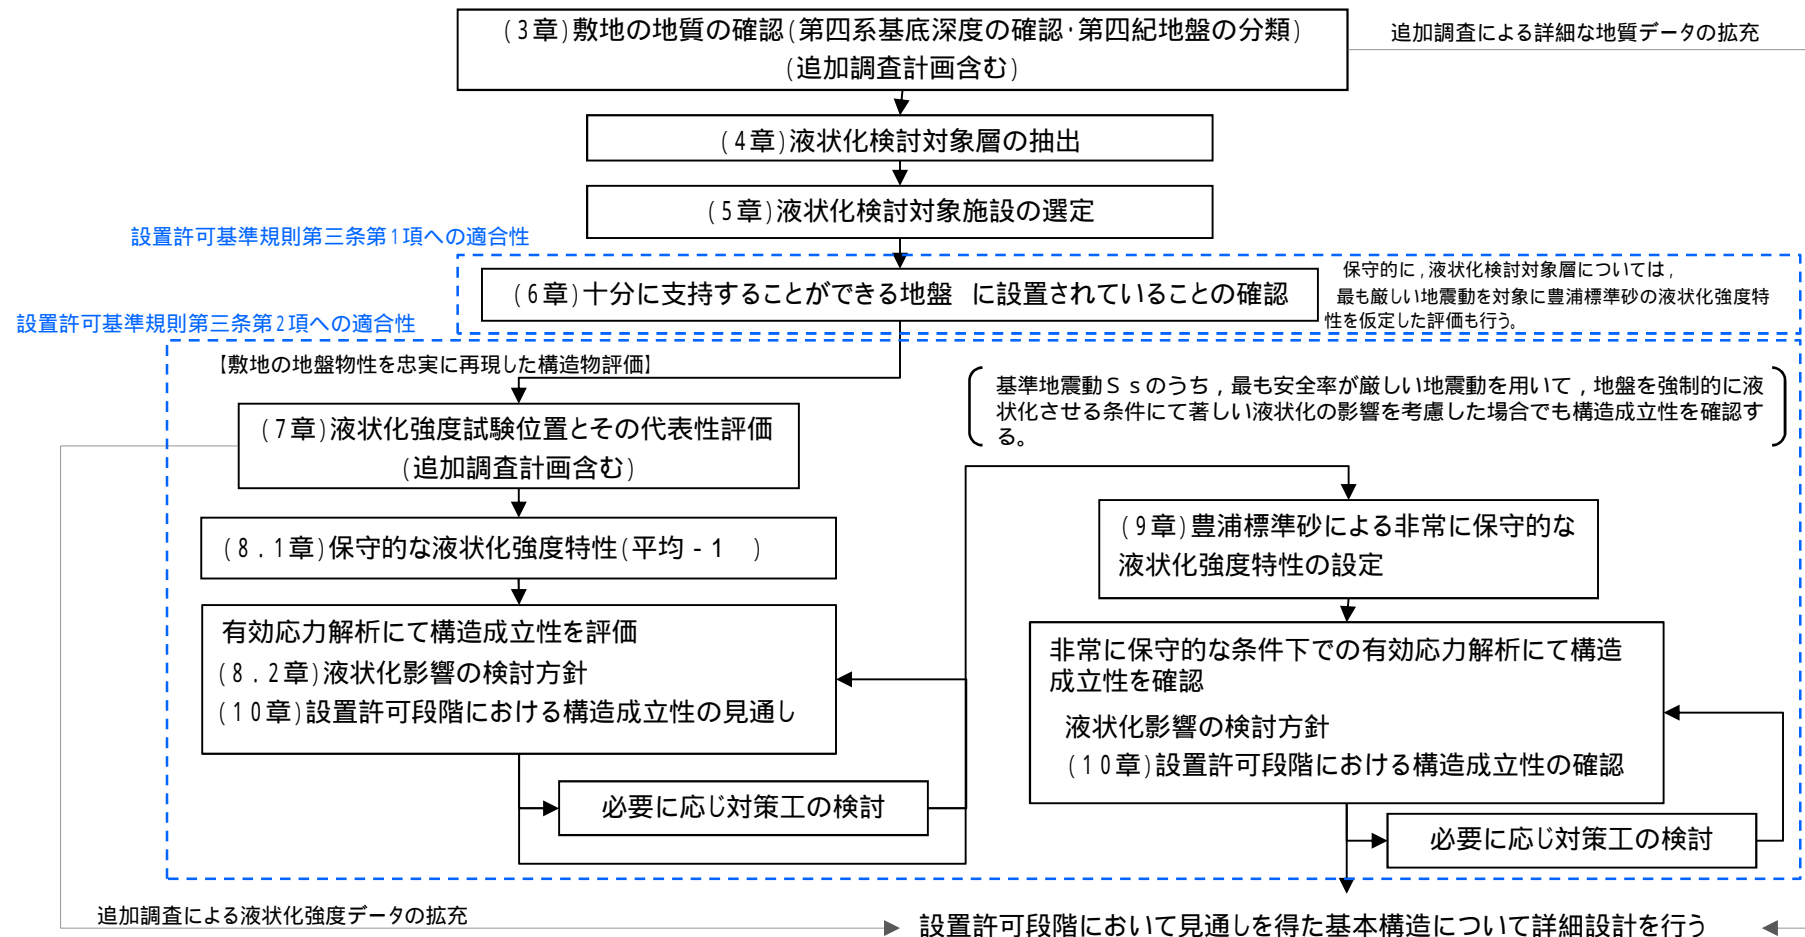 (3章)敷地の地質の確認(第四系基底深度の確認・第四紀地盤の分類)
(追加調査計画含む)
追加調査による詳細な地質データの拡充
(4章)液状化検討対象層の抽出
(5章)液状化検討対象施設の選定
設置許可基準規則第三条第1項への適合性
(6章)十分に支持することができる地盤 に設置されていることの確認
保守的に,液状化検討対象層については,
最も厳しい地震動を対象に豊浦標準砂の液状化強度特
性を仮定した評価も行う。
設置許可基準規則第三条第2項への適合性
【敷地の地盤物性を忠実に再現した構造物評価】
基準地震動Ssのうち,最も安全率が厳しい地震動を用いて,地盤を強制的に液
状化させる条件にて著しい液状化の影響を考慮した場合でも構造成立性を確認す
る。
(7章)液状化強度試験位置とその代表性評価
(追加調査計画含む)
(8.1章)保守的な液状化強度特性(平均-1 )
有効応力解析にて構造成立性を評価
(8.2章)液状化影響の検討方針
(10章)設置許可段階における構造成立性の見通し
必要に応じ対策工の検討
(9章)豊浦標準砂による非常に保守的な
液状化強度特性の設定
非常に保守的な条件下での有効応力解析にて構造
成立性を確認
液状化影響の検討方針
(10章)設置許可段階における構造成立性の確認
必要に応じ対策工の検討
追加調査による液状化強度データの拡充
設置許可段階において見通しを得た基本構造について詳細設計を行う